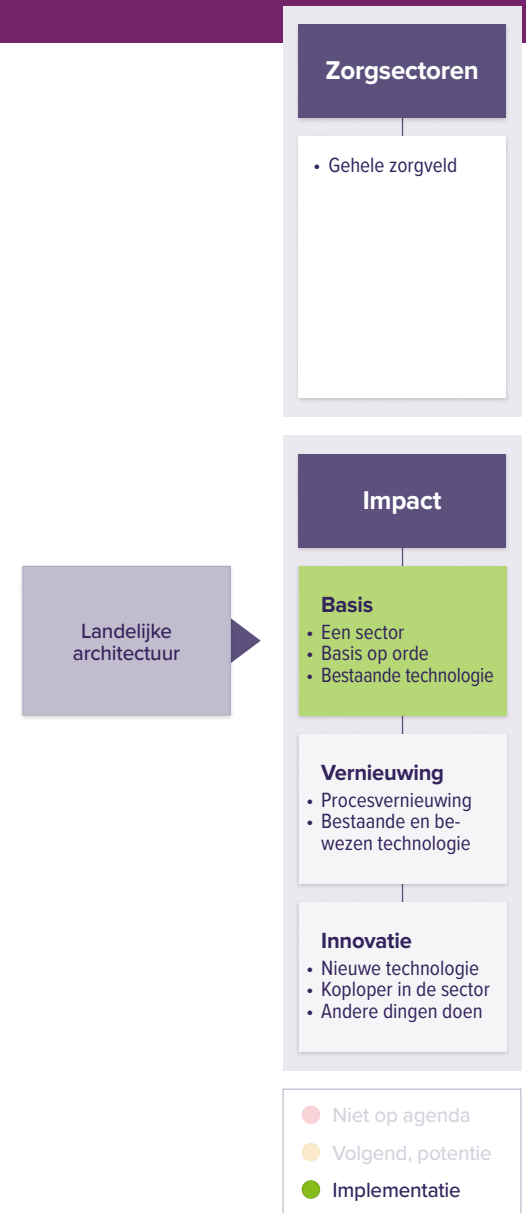 Zorgsectoren
• Gehele zorgveld
Impact
Landelijke
architectuur
Basis
• Een sector
• Basis op orde
• Bestaande technologie
Vernieuwing
• Procesvernieuwing
• Bestaande en be-
wezen technologie
Innovatie
• Nieuwe technologie
• Koploper in de sector
• Andere dingen doen
Niet op agenda
Volgend, potentie
Implementatie